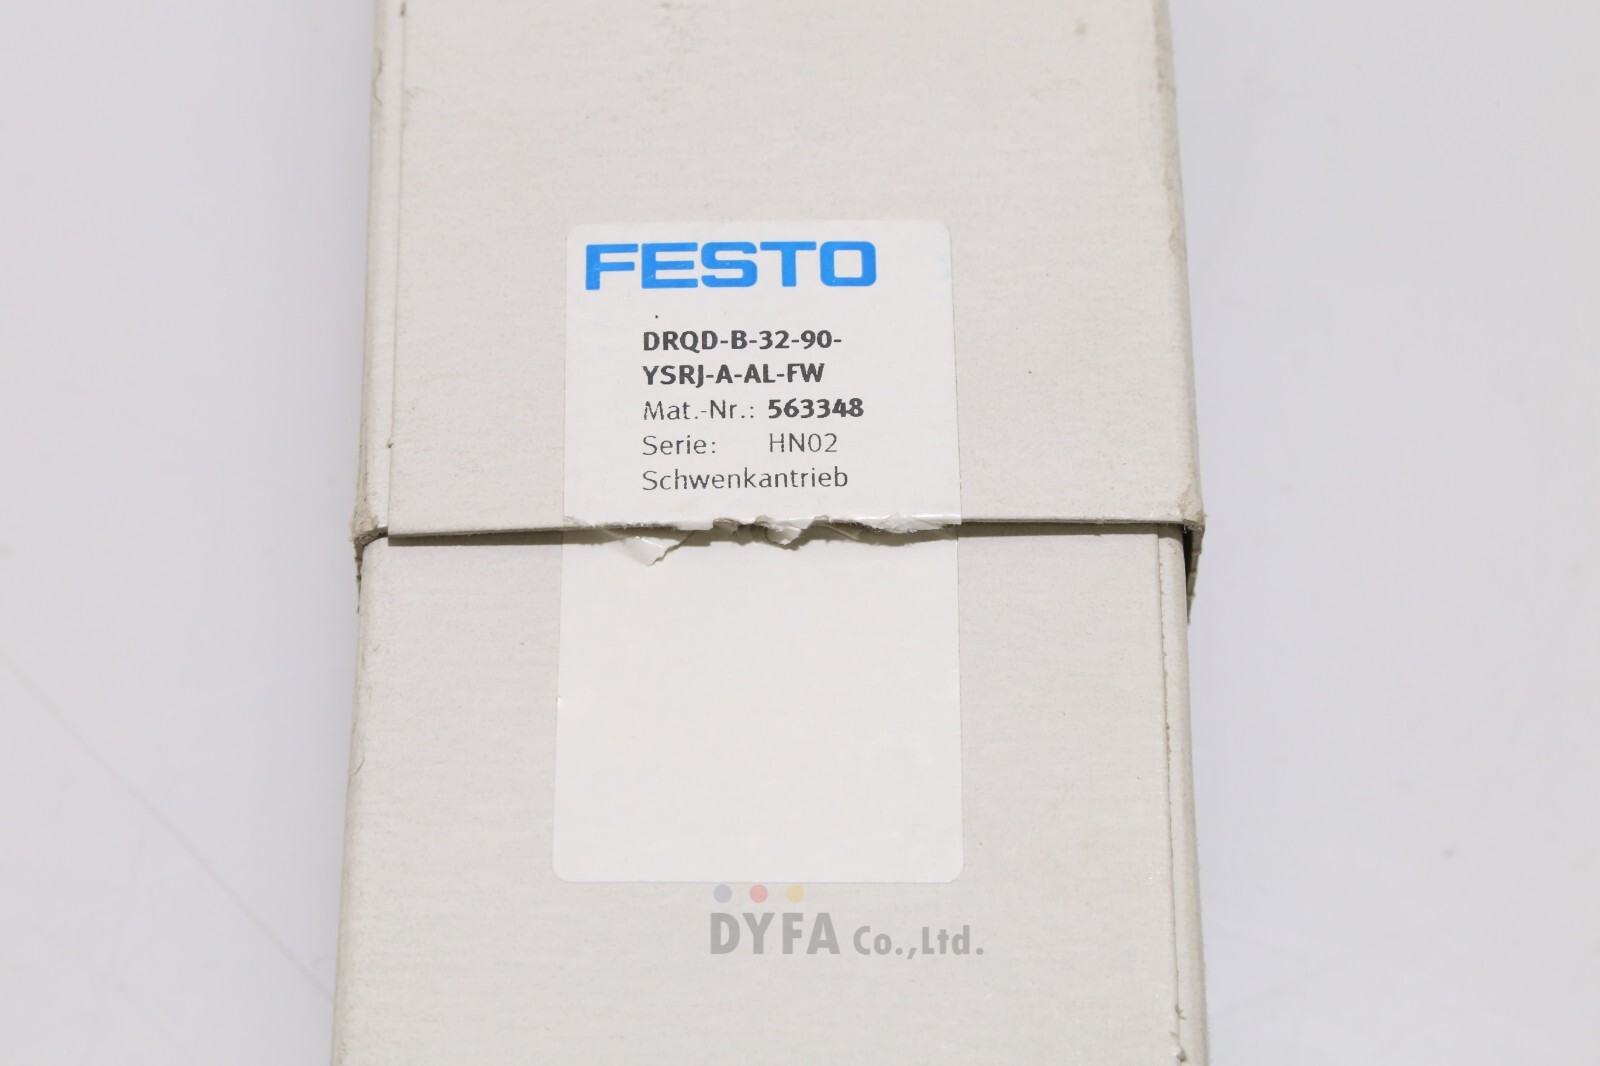 FESTO
DRQD-B-32-90-
YSRJ-A-AL-FW
Mat.-Nr.: 563348
Serie: HN02
Schwenkantrieb
DYFA Co.,Ltd.